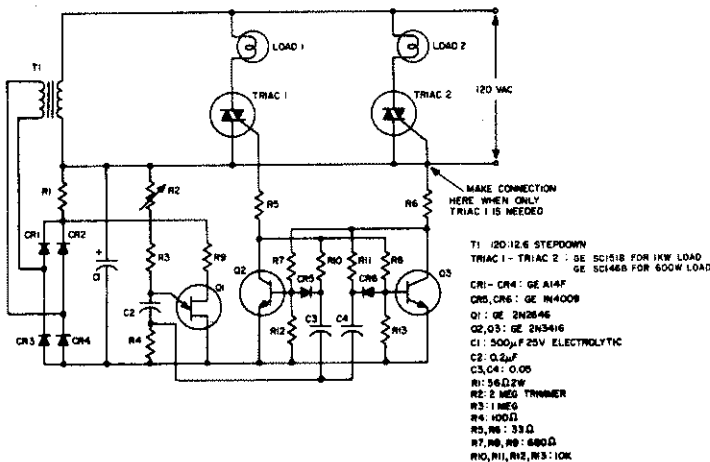 T1
LOAD 1
LOAD 2
TRIAC 1
TRIAC 2
120 VAC
R1
R2
R5
R6
MAKE CONNECTION
HERE WHEN ONLY
TRIAC 1 IS NEEDED
CR1
CR2
+
C1
R3
R9
Q1
Q2
R7
CR5
R10
R11
CR6
R8
Q3
C2
R4
CR3
CR4
R12
C3
C4
R13
T1 120:12.6 STEPDOWN
TRIAC 1 - TRIAC 2 : GE SC151B FOR 1KW LOAD
GE SC146B FOR 600W LOAD
CR1-CR4: GE A14F
CR5, CR6: GE 1N4009
Q1: GE 2N2646
Q2,Q3: GE 2N3416
C1: 500μF 25V ELECTROLYTIC
C2: 0.2μF
C3,C4: 0.05
R1: 56Ω 2W
R2: 2 MEG TRIMMER
R3: 1 MEG
R4: 100Ω
R5,R6: 33Ω
R7,R8,R9: 680Ω
R10,R11,R12,R13: 10K